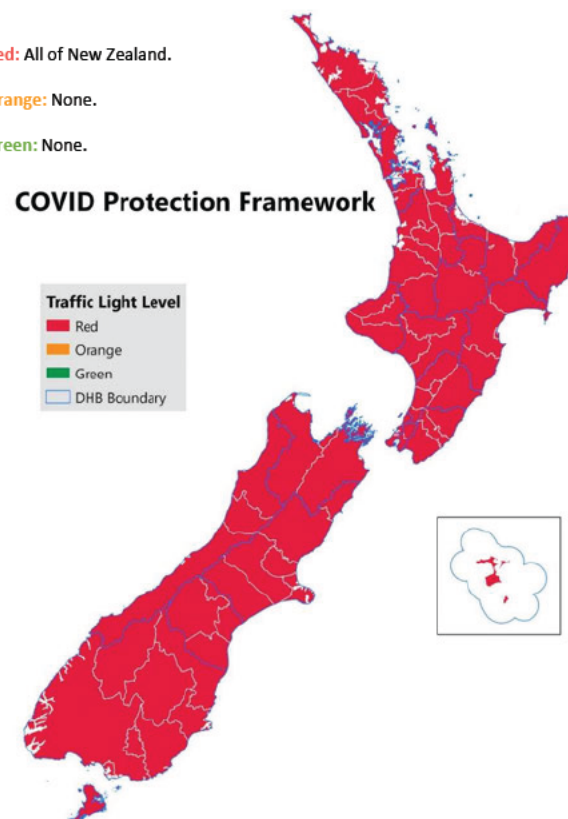 ed: All of New Zealand.
range: None.
reen: None.
COVID Protection Framework
Traffic Light Level
Red
Orange
Green
DHB Boundary